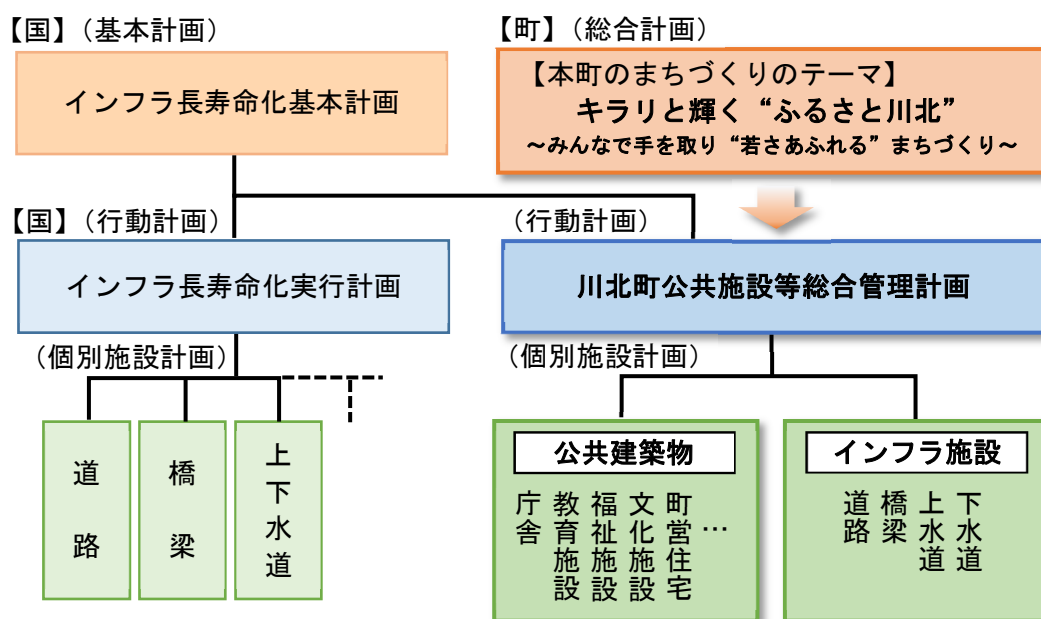 【国】(基本計画)
インフラ長寿命化基本計画
【町】(総合計画)
【本町のまちづくりのテーマ】
キラリと輝く“ふるさと川北”
～みんなで手を取り“若さあふれる”まちづくり～
【国】(行動計画)
インフラ長寿命化実行計画
(行動計画)
川北町公共施設等総合管理計画
(個別施設計画)
道路
橋梁
上下水道
(個別施設計画)
公共建築物
庁舎
教育施設
福祉施設
文化施設
町営住宅
…
インフラ施設
道路
橋梁
上水道
下水道